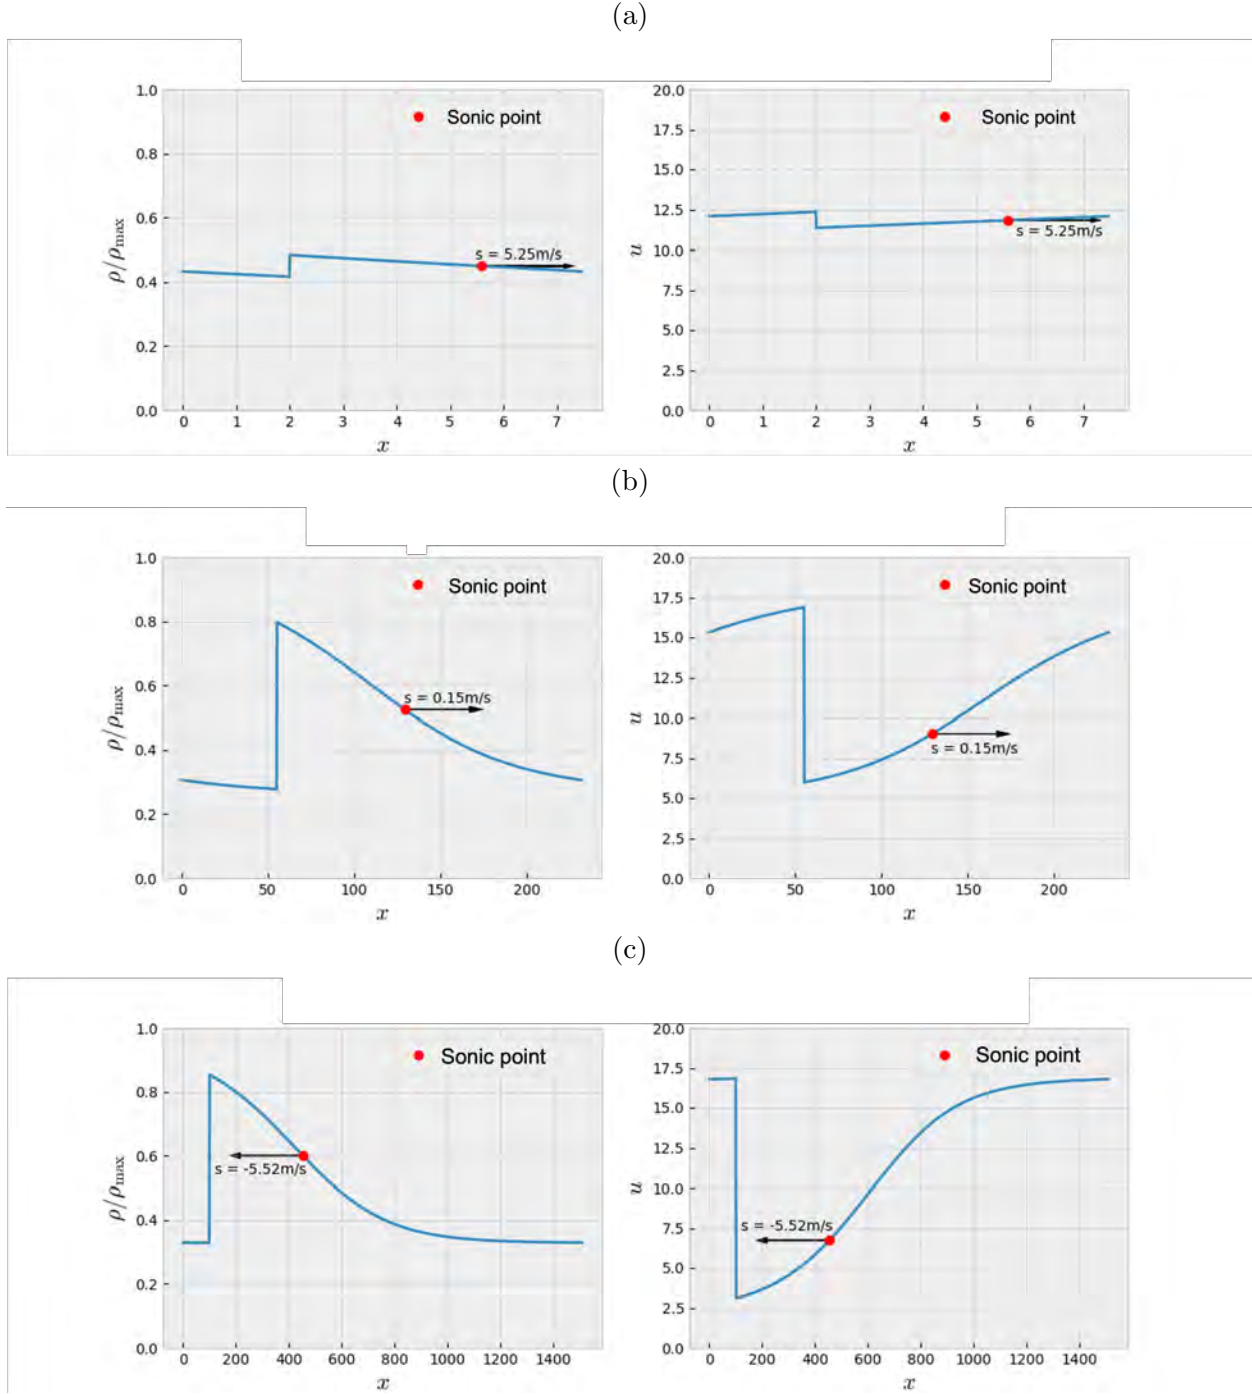 (a)
1.0
0.8
0.6
0.4
0.2
0.0
Sonic point
s = 5.25m/s
0 1 2 3 4 5 6 7
x
ρ/ρmax
20.0
17.5
15.0
12.5
10.0
7.5
5.0
2.5
0.0
Sonic point
s = 5.25m/s
0 1 2 3 4 5 6 7
x
u
(b)
1.0
0.8
0.6
0.4
0.2
0.0
Sonic point
s = 0.15m/s
0 50 100 150 200
x
ρ/ρmax
20.0
17.5
15.0
12.5
10.0
7.5
5.0
2.5
0.0
Sonic point
s = 0.15m/s
0 50 100 150 200
x
u
(c)
1.0
0.8
0.6
0.4
0.2
0.0
Sonic point
s = -5.52m/s
0 200 400 600 800 1000 1200 1400
x
ρ/ρmax
20.0
17.5
15.0
12.5
10.0
7.5
5.0
2.5
0.0
Sonic point
s = -5.52m/s
0 200 400 600 800 1000 1200 1400
x
u